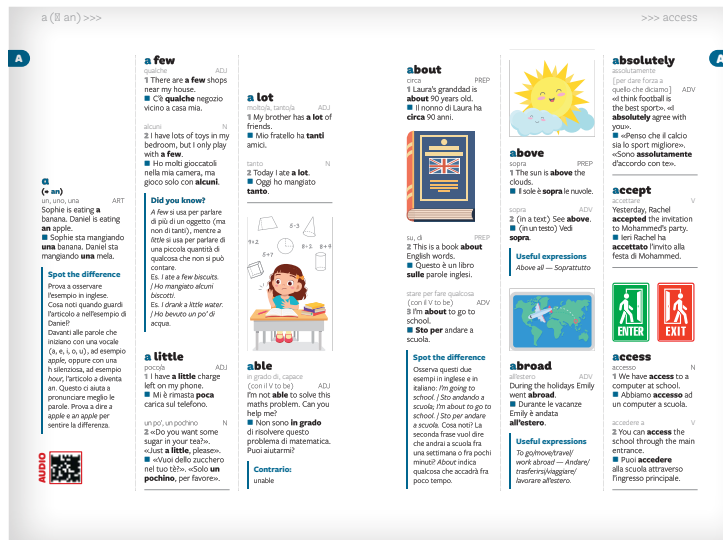 a (▯ an) >>>
>>> access
A
A
a
(+ an)
un, uno, una ART
Sophie is eating a
banana. Daniel is eating
an apple.
■ Sophie sta mangiando
una banana. Daniel sta
mangiando una mela.
Spot the difference
Prova a osservare
l'esempio in inglese.
Cosa noti quando guardi
l'articolo a nell'esempio di
Daniel?
Davanti alle parole che
iniziano con una vocale
(a, e, i, o, u), ad esempio
apple, oppure con una
h silenziosa, ad esempio
hour, l'articolo a diventa
an. Questo ci aiuta a
pronunciare meglio le
parole. Prova a dire a
apple e an apple per
sentire la differenza.
AUDIO
a few
qualche ADJ
1 There are a few shops
near my house.
■ C'è qualche negozio
vicino a casa mia.
alcuni N
2 I have lots of toys in my
bedroom, but I only play
with a few.
■ Ho molti gioccatoli
nella mia camera, ma
gioco solo con alcuni.
Did you know?
A few si usa per parlare
di più di un oggetto (ma
non di tanti), mentre a
little si usa per parlare di
una piccola quantità di
qualcosa che non si può
contare.
Es. I ate a few biscuits.
/ Ho mangiato alcuni
biscotti.
Es. I drank a little water.
/ Ho bevuto un po' di
acqua.
a little
poco/a ADJ
1 I have a little charge
left on my phone.
■ Mi è rimasta poca
carica sul telefono.
un po', un pochino N
2 «Do you want some
sugar in your tea?».
«Just a little, please».
■ «Vuoi dello zucchero
nel tuo tè?». «Solo un
pochino, per favore».
a lot
molto/a, tanto/a ADJ
1 My brother has a lot of
friends.
■ Mio fratello ha tanti
amici.
tanto N
2 Today I ate a lot.
■ Oggi ho mangiato
tanto.
6-3
9+2
6+7
8÷2
8+9
able
in grado di, capace
(con il V to be) ADJ
I'm not able to solve this
maths problem. Can you
help me?
■ Non sono in grado
di risolvere questo
problema di matematica.
Puoi aiutarmi?
Contrario:
unable
about
circa PREP
1 Laura's granddad is
about 90 years old.
■ Il nonno di Laura ha
circa 90 anni.
su, di PREP
2 This is a book about
English words.
■ Questo è un libro
sulle parole inglesi.
stare per fare qualcosa
(con il V to be) ADV
3 I'm about to go to
school.
■ Sto per andare a
scuola.
Spot the difference
Osserva questi due
esempi in inglese e in
italiano: I'm going to
school. / Sto andando a
scuola; I'm about to go to
school. / Sto per andare
a scuola. Cosa noti? La
seconda frase vuol dire
che andrai a scuola fra
una settimana o fra pochi
minuti? About indica
qualcosa che accadrà fra
poco tempo.
above
sopra PREP
1 The sun is above the
clouds.
■ Il sole è sopra le nuvole.
sopra ADV
2 (in a text) See above.
■ (in un testo) Vedi
sopra.
Useful expressions
Above all — Soprattutto
abroad
all'estero ADV
During the holidays Emily
went abroad.
■ Durante le vacanze
Emily è andata
all'estero.
Useful expressions
To go/move/travel/
work abroad — Andare/
trasferirsi/viaggiare/
lavorare all'estero.
absolutely
assolutamente
[per dare forza a
quello che diciamo] ADV
«I think football is
the best sport». «I
absolutely agree with
you».
■ «Penso che il calcio
sia lo sport migliore».
«Sono assolutamente
d'accordo con te».
accept
accettare V
Yesterday, Rachel
accepted the invitation
to Mohammed's party.
■ Ieri Rachel ha
accettato l'invito alla
festa di Mohammed.
ENTER
EXIT
access
accesso N
1 We have access to a
computer at school.
■ Abbiamo accesso ad
un computer a scuola.
accedere a V
2 You can access the
school through the main
entrance.
■ Puoi accedere
alla scuola attraverso
l'ingresso principale.